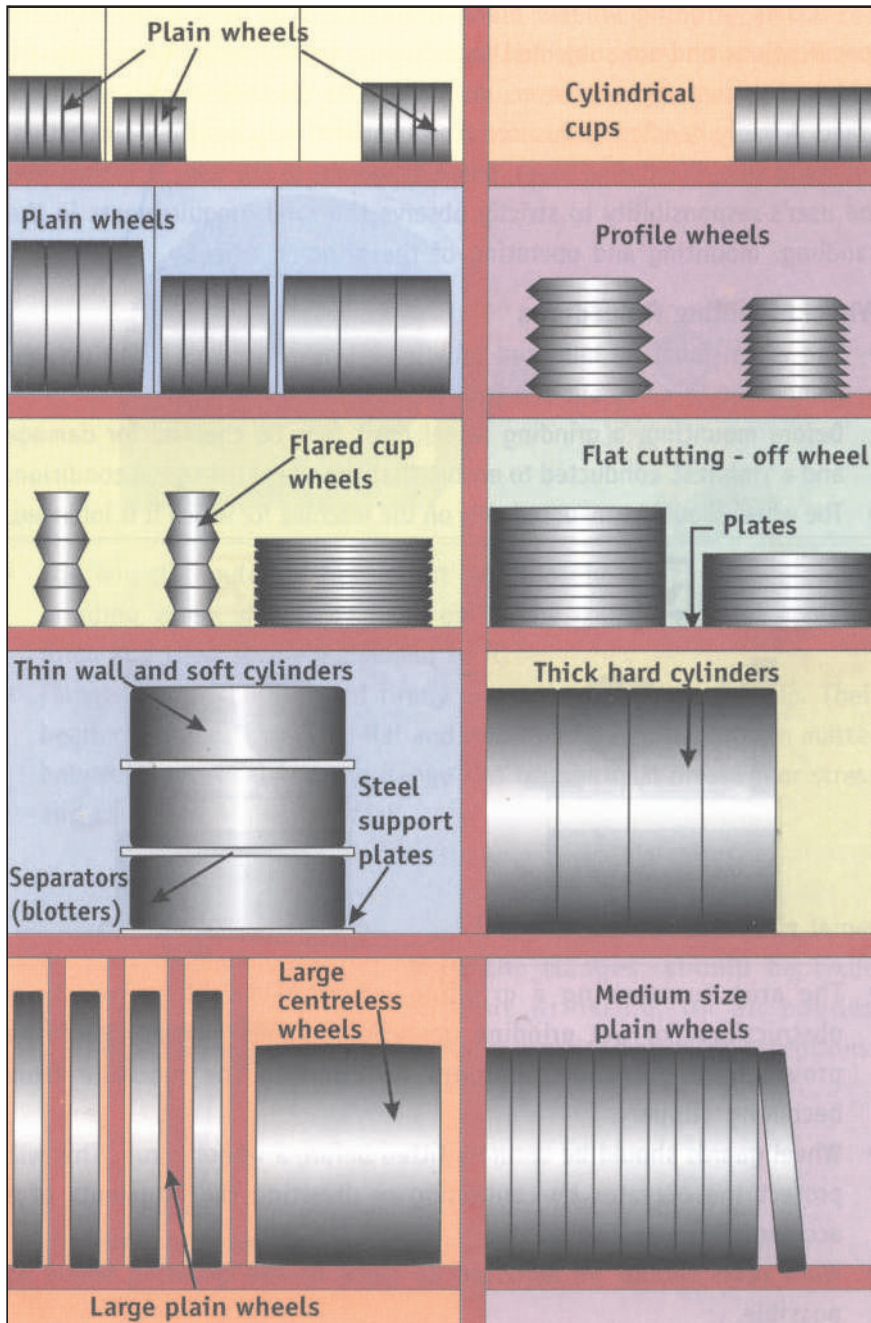 Plain wheels
Cylindrical
cups
Plain wheels
Profile wheels
Flared cup
wheels
Flat cutting - off wheel
Plates
Thin wall and soft cylinders
Thick hard cylinders
Steel
support
plates
Separators
(blotters)
Large
centreless
wheels
Medium size
plain wheels
Large plain wheels